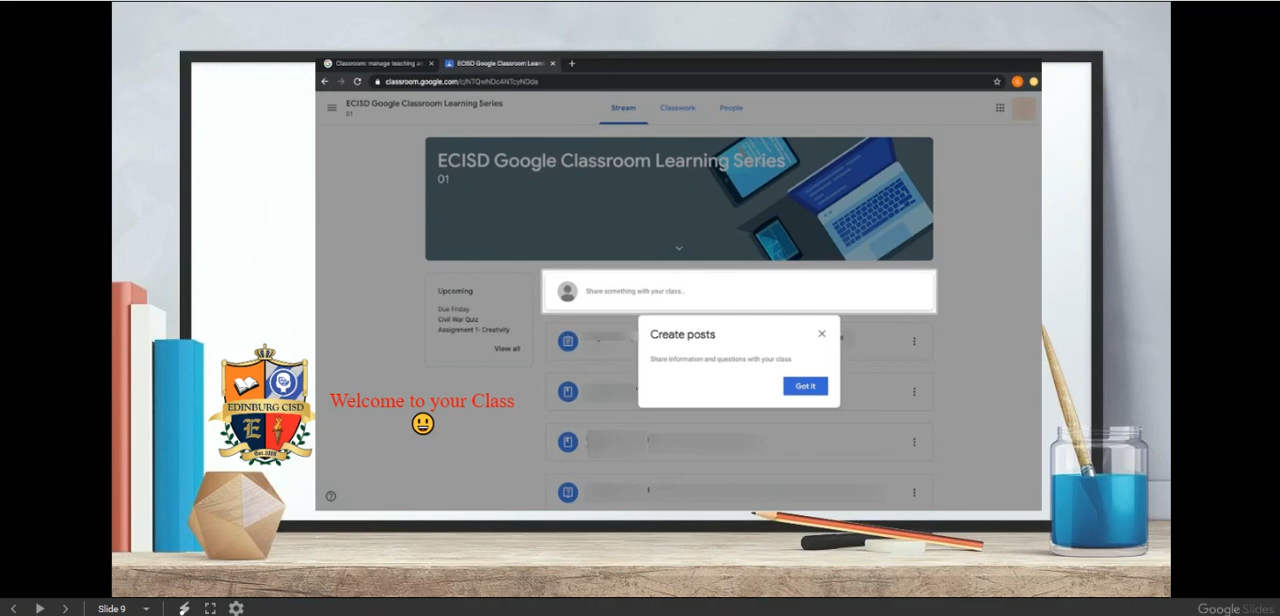 Classroom: manage teaching an
ECISD Google Classroom Learni
classroom.google.com/c/NTQwNDc4NTcyNDda
ECISD Google Classroom Learning Series
01
Stream
Classwork
People
ECISD Google Classroom Learning Series
01
Upcoming
Due Friday
Civil War Quiz
Assignment 1- Creativity
View all
Share something with your class...
Create posts
Share information and questions with your class
Got it
EDINBURG CISD
E
Welcome to your Class
Slide 9
Google Slides